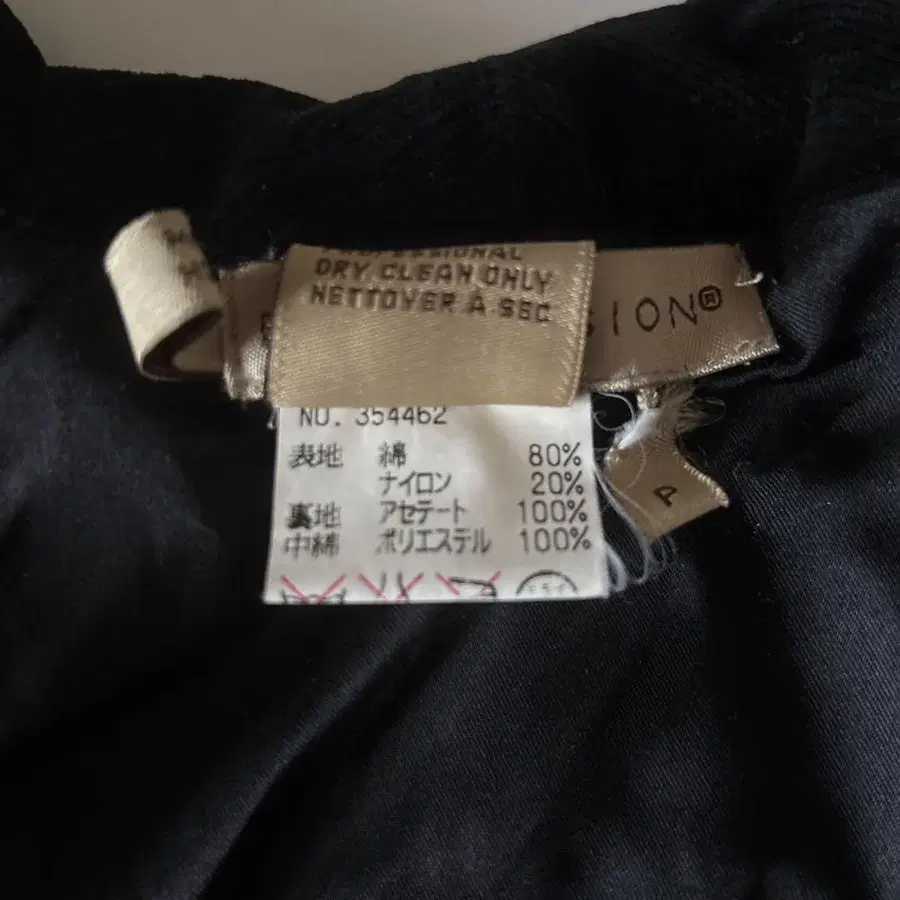 DRY CLEAN ONLY
NETTOYER A SEC
SION®
NO. 354462
表地 綿 80%
ナイロン 20%
裏地 アセテート 100%
中綿 ポリエステル 100%
P